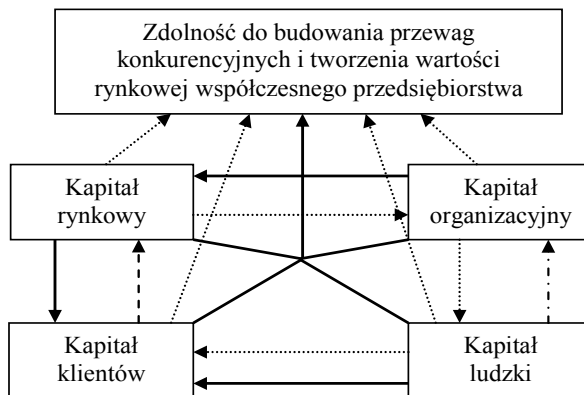 Zdolność do budowania przewag
konkurencyjnych i tworzenia wartości
rynkowej współczesnego przedsiębiorstwa
Kapitał
rynkowy
Kapitał
organizacyjny
Kapitał
klientów
Kapitał
ludzki